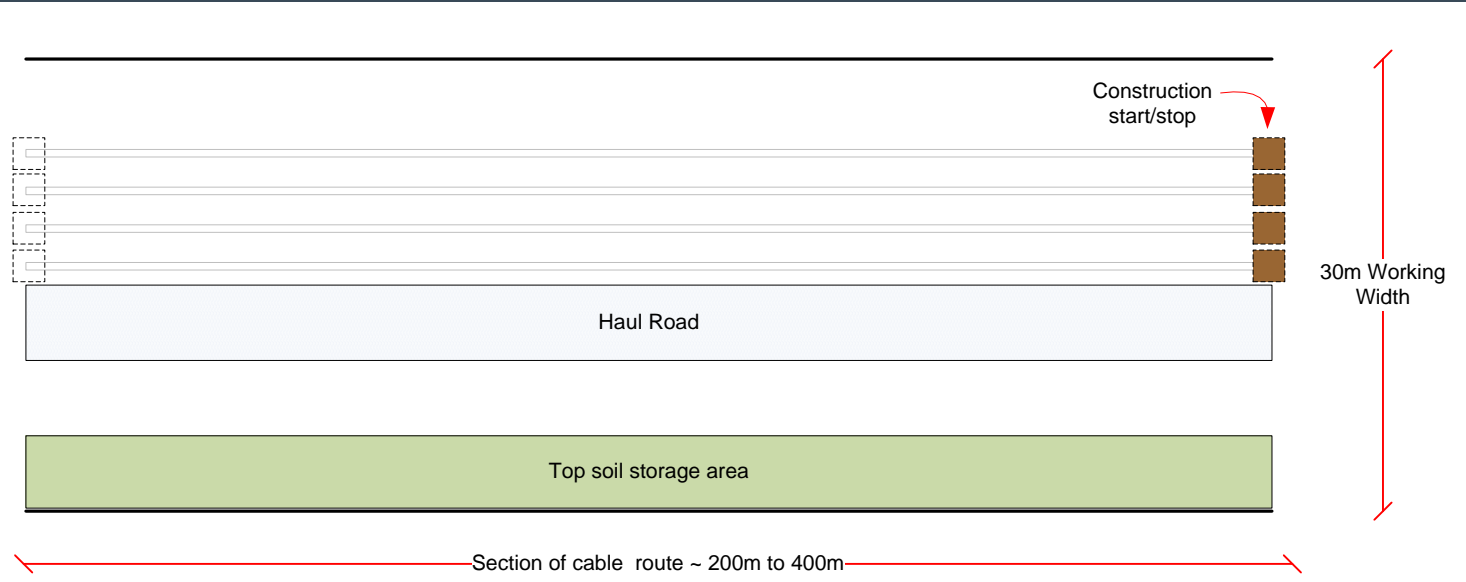 Construction
start/stop
30m Working
Width
Haul Road
Top soil storage area
Section of cable route ~ 200m to 400m